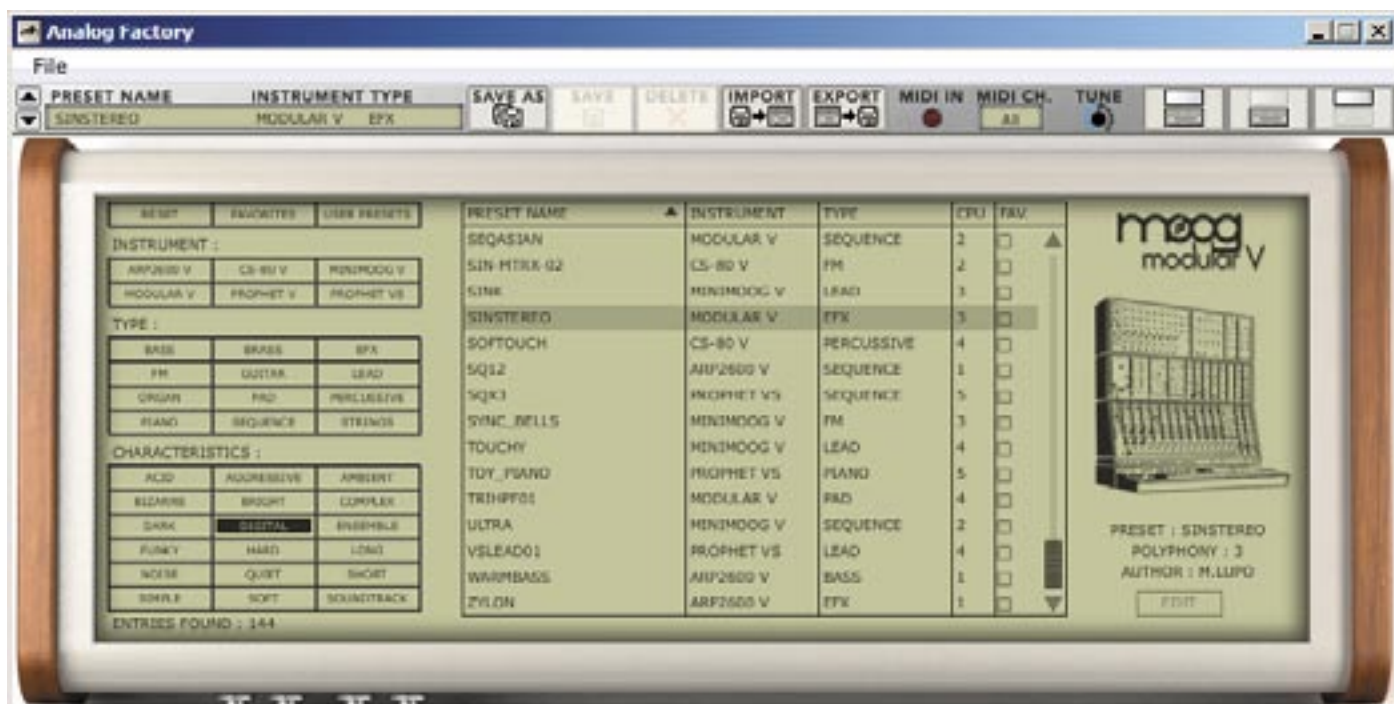 Analog Factory
File
PRESET NAME INSTRUMENT TYPE SAVE AS SAVE DELETE IMPORT EXPORT MIDI IN MIDI CH. TUNE
SINSTEREO MODULAR V EFX All
RESET FAVORITES USER PRESETS
INSTRUMENT :
ARP2600 V CS-80 V MINIMOOG V
MODULAR V PROPHET V PROPHET VS
TYPE :
BASS BRASS EFX
FM GUITAR LEAD
ORGAN PAD PERCUSSIVE
PIANO SEQUENCE STRINGS
CHARACTERISTICS :
ACID AGGRESSIVE AMBIENT
BIZARRE BRIGHT COMPLEX
DARK DIGITAL ENSEMBLE
FUNKY HARD LONG
NOISE QUIET SHORT
SIMPLE SOFT SOUNDTRACK
ENTRIES FOUND : 144
PRESET NAME INSTRUMENT TYPE CPU FAV.
SEQASIAN MODULAR V SEQUENCE 2
SIN-MTRX-02 CS-80 V FM 2
SINK MINIMOOG V LEAD 3
SINSTEREO MODULAR V EFX 3
SOFTOUCH CS-80 V PERCUSSIVE 4
SQ12 ARP2600 V SEQUENCE 1
SQX3 PROPHET VS SEQUENCE 5
SYNC_BELLS MINIMOOG V FM 3
TOUCHY MINIMOOG V LEAD 4
TOY_PIANO PROPHET VS PIANO 5
TRIHPF01 MODULAR V PAD 4
ULTRA MINIMOOG V SEQUENCE 2
VSLEAD01 PROPHET VS LEAD 4
WARMBASS ARP2600 V BASS 1
ZYLON ARP2600 V EFX 1
moog
modular V
PRESET : SINSTEREO
POLYPHONY : 3
AUTHOR : M.LUPO
EDIT